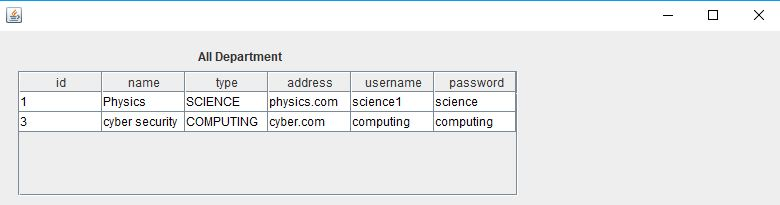 All Department
id name type address username password
1 Physics SCIENCE physics.com science1 science
3 cyber security COMPUTING cyber.com computing computing